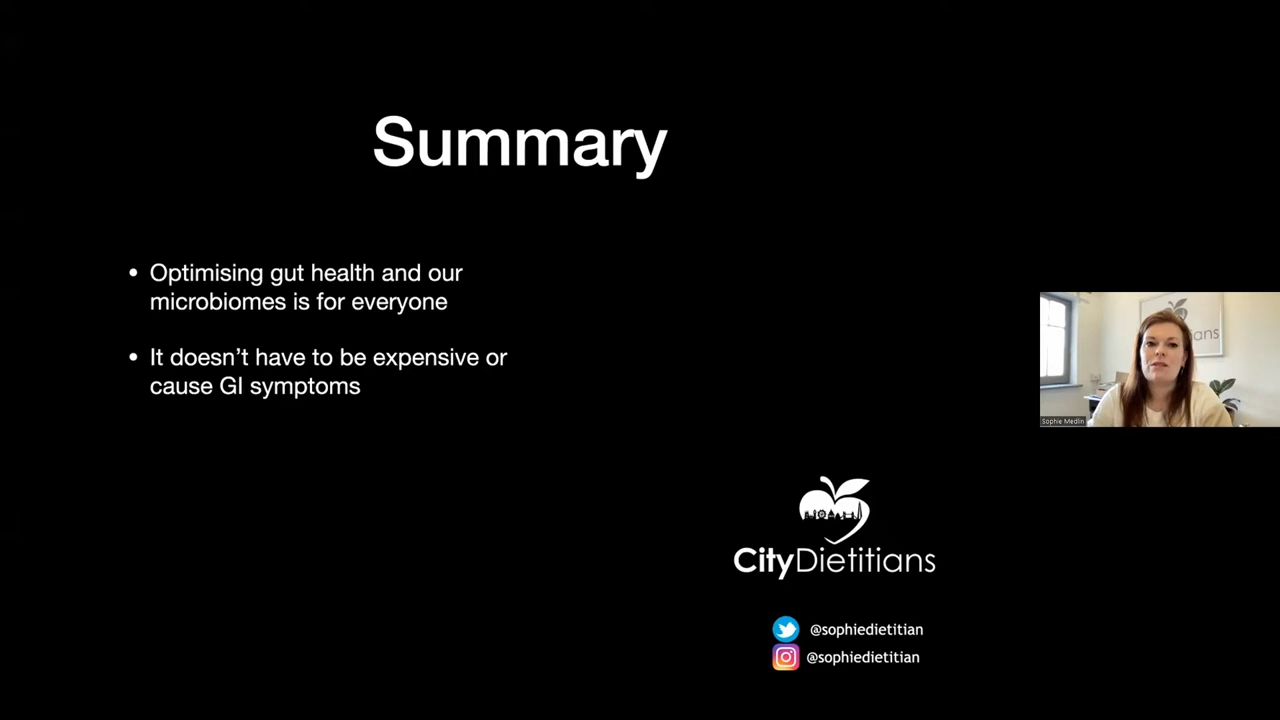 Summary
• Optimising gut health and our
microbiomes is for everyone
• It doesn’t have to be expensive or
cause GI symptoms
ans
Sophie Medlin
CityDietitians
@sophiedietitian
@sophiedietitian